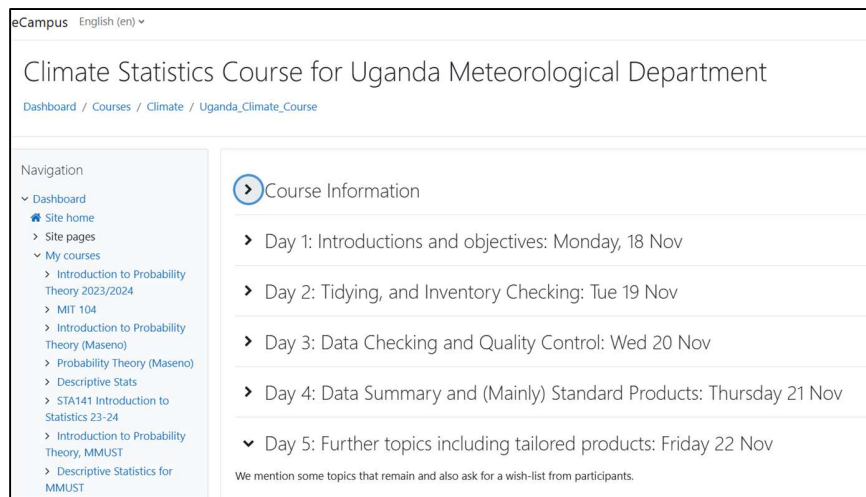 eCampus English (en)
Climate Statistics Course for Uganda Meteorological Department
Dashboard / Courses / Climate / Uganda_Climate_Course
Navigation
Dashboard
Site home
Site pages
My courses
Introduction to Probability
Theory 2023/2024
MIT 104
Introduction to Probability
Theory (Maseno)
Probability Theory (Maseno)
Descriptive Stats
STA141 Introduction to
Statistics 23-24
Introduction to Probability
Theory, MMUST
Descriptive Statistics for
MMUST
Course Information
Day 1: Introductions and objectives: Monday, 18 Nov
Day 2: Tidying, and Inventory Checking: Tue 19 Nov
Day 3: Data Checking and Quality Control: Wed 20 Nov
Day 4: Data Summary and (Mainly) Standard Products: Thursday 21 Nov
Day 5: Further topics including tailored products: Friday 22 Nov
We mention some topics that remain and also ask for a wish-list from participants.